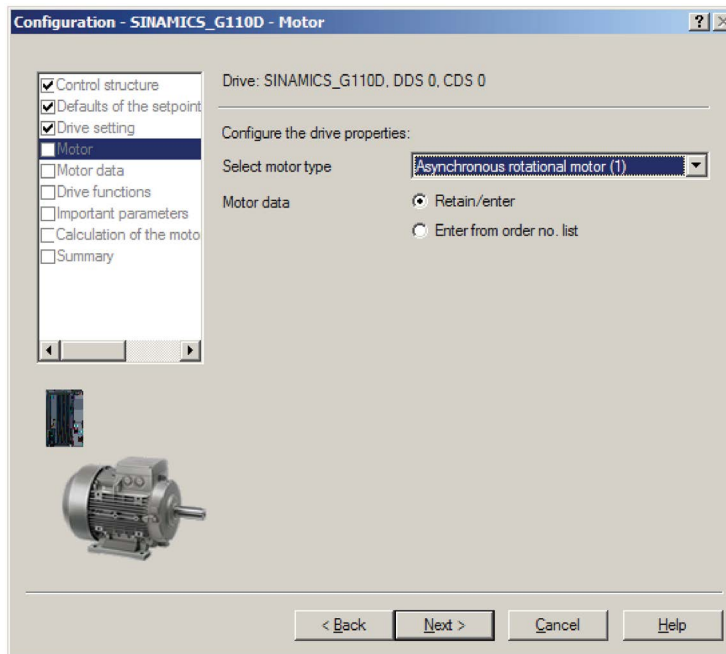 Configuration - SINAMICS_G110D - Motor
Control structure
Defaults of the setpoint
Drive setting
Motor
Motor data
Drive functions
Important parameters
Calculation of the moto
Summary
Drive: SINAMICS_G110D, DDS 0, CDS 0
Configure the drive properties:
Select motor type Asynchronous rotational motor (1)
Motor data Retain/enter
Enter from order no. list
< Back Next > Cancel Help